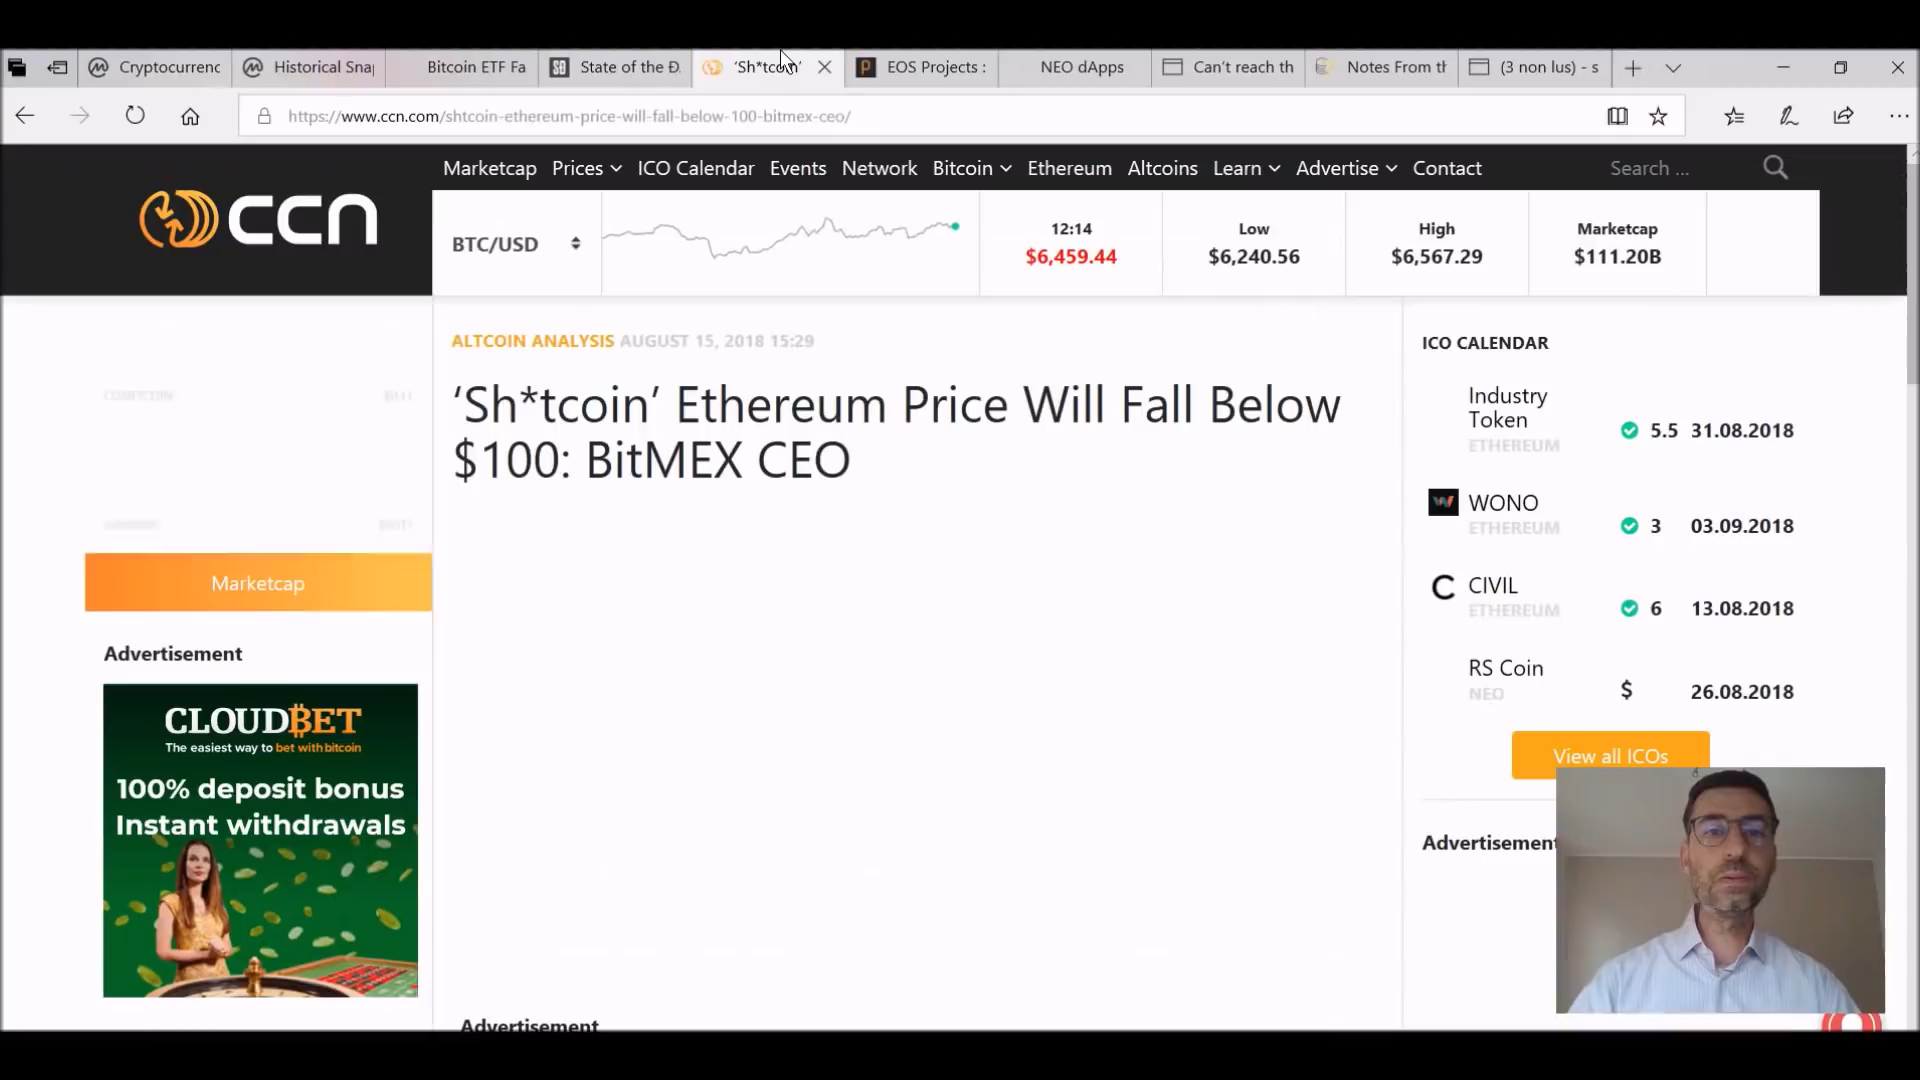 Cryptocurrenc
Historical Snap
Bitcoin ETF Fa
State of the Đ.
'Sh*tcoin'
EOS Projects :
NEO dApps
Can't reach th
Notes From th
(3 non lus) - s
https://www.ccn.com/shtcoin-ethereum-price-will-fall-below-100-bitmex-ceo/
Marketcap Prices ICO Calendar Events Network Bitcoin Ethereum Altcoins Learn Advertise Contact
Search ...
ccn
BTC/USD
12:14
$6,459.44
Low
$6,240.56
High
$6,567.29
Marketcap
$111.20B
ALTCOIN ANALYSIS AUGUST 15, 2018 15:29
'Sh*tcoin' Ethereum Price Will Fall Below
$100: BitMEX CEO
Marketcap
Advertisement
CLOUDBET
The easiest way to bet with bitcoin
100% deposit bonus
Instant withdrawals
Advertisement
ICO CALENDAR
Industry
Token
ETHEREUM
5.5 31.08.2018
WONO
ETHEREUM
3 03.09.2018
CIVIL
ETHEREUM
6 13.08.2018
RS Coin
NEO
$ 26.08.2018
View all ICOs
Advertisement